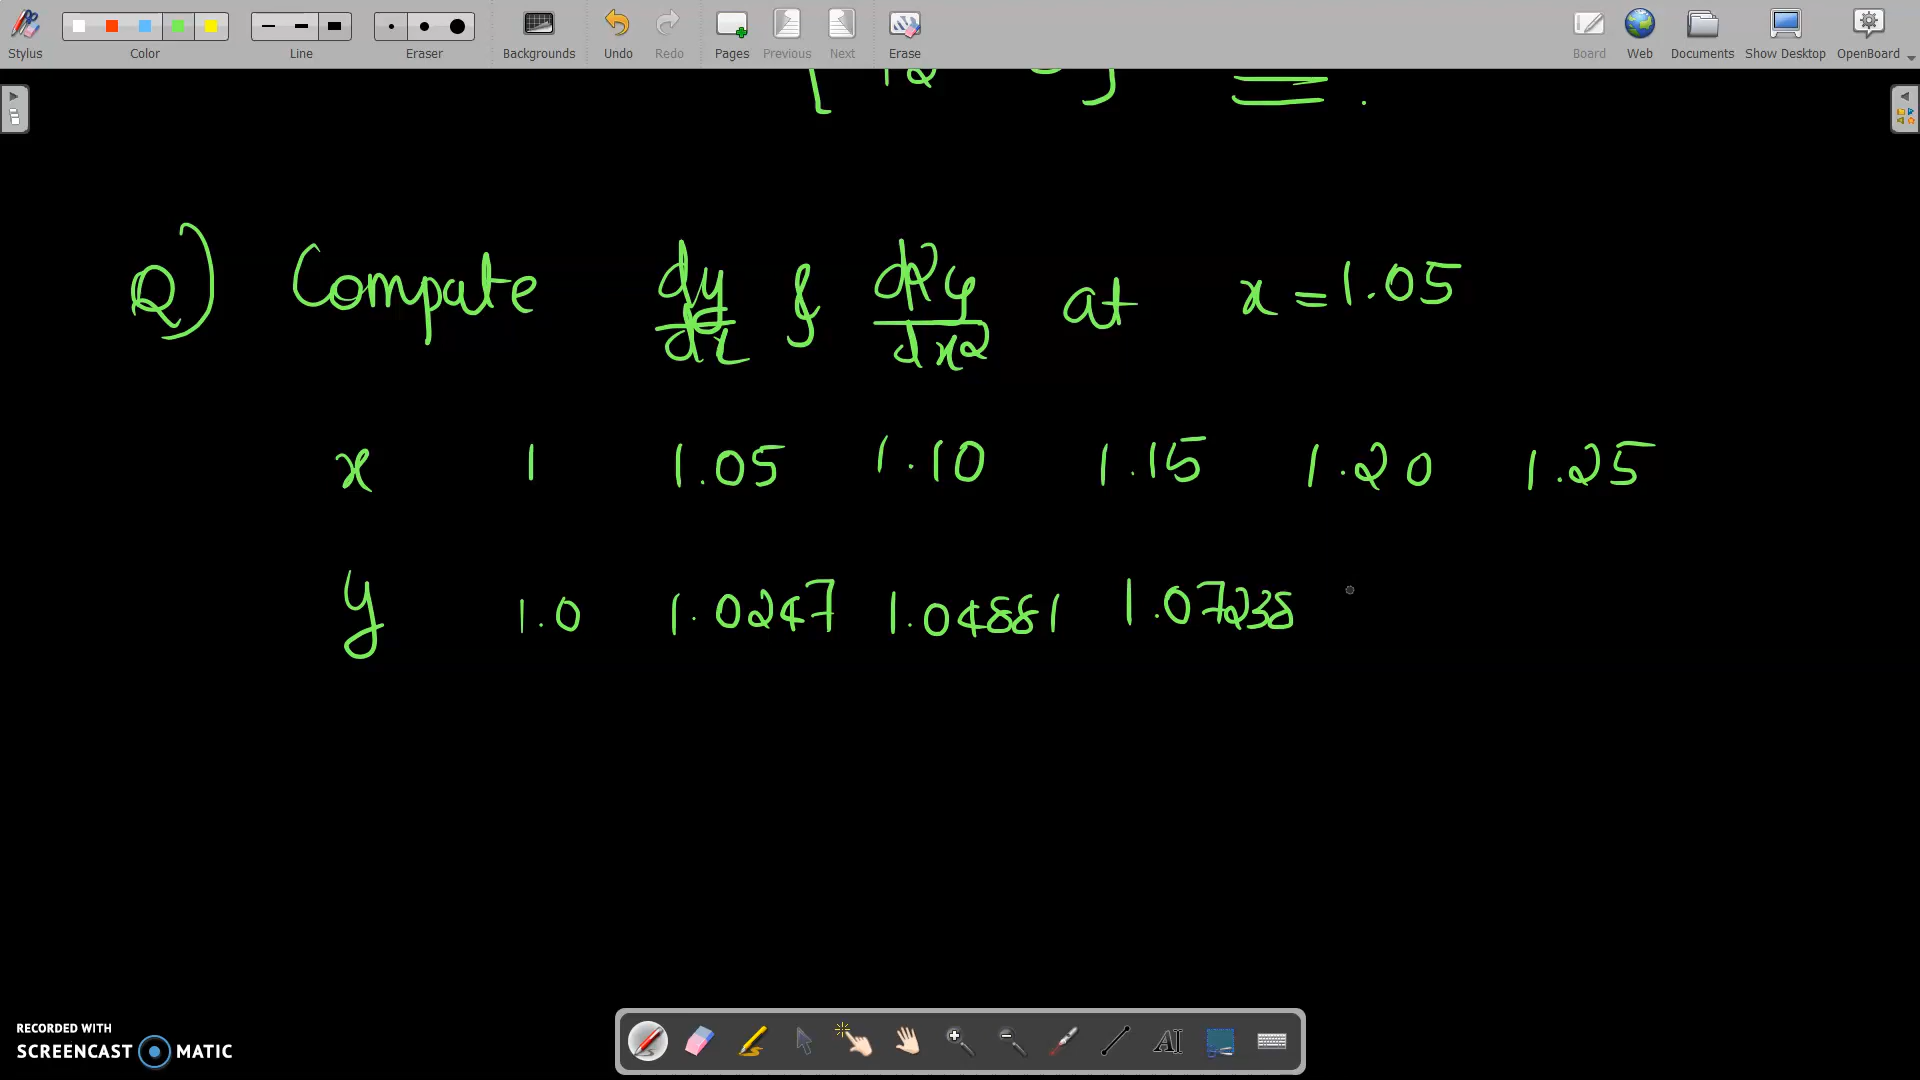 Stylus Color Line Eraser Backgrounds Undo Redo Pages Previous Next Erase Board Web Documents Show Desktop OpenBoard
12
Q) Compute dy/dx & d2y/dx2 at x = 1.05
x 1 1.05 1.10 1.15 1.20 1.25
y 1.0 1.0247 1.04881 1.07238
RECORDED WITH
SCREENCAST MATIC